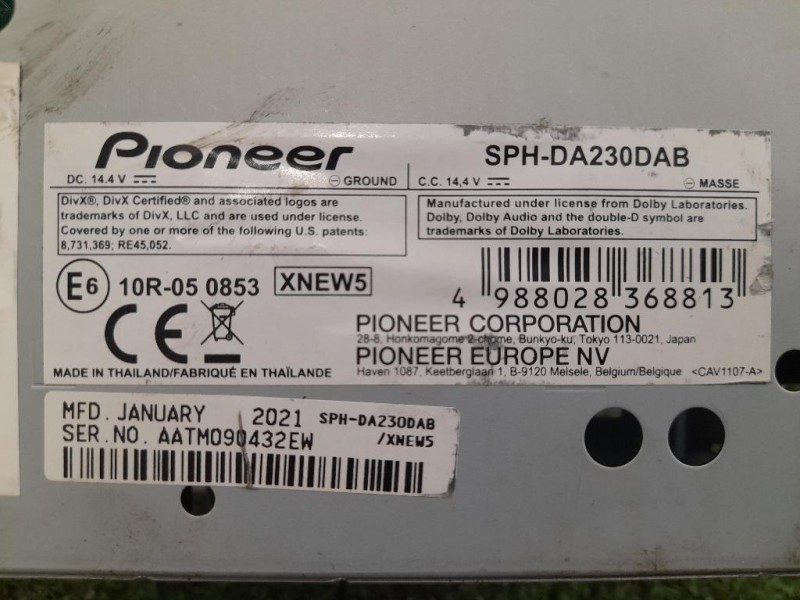 Pioneer
SPH-DA230DAB
DC. 14.4 V ⎓ ⊖ GROUND
C.C. 14,4 V ⎓ ⊖ MASSE
DivX®, DivX Certified® and associated logos are
trademarks of DivX, LLC and are used under license.
Covered by one or more of the following U.S. patents:
8,731,369; RE45,052.
Manufactured under license from Dolby Laboratories.
Dolby, Dolby Audio and the double-D symbol are
trademarks of Dolby Laboratories.
E6 10R-05 0853 XNEW5
CE
4 988028 368813
PIONEER CORPORATION
28-8, Honkomagome 2-chome, Bunkyo-ku, Tokyo 113-0021, Japan
PIONEER EUROPE NV
Haven 1087, Keetberglaan 1, B-9120 Melsele, Belgium/Belgique <CAV1107-A>
MADE IN THAILAND/FABRIQUÉ EN THAÏLANDE
MFD. JANUARY 2021 SPH-DA230DAB
SER.NO. AATM090432EW /XNEW5